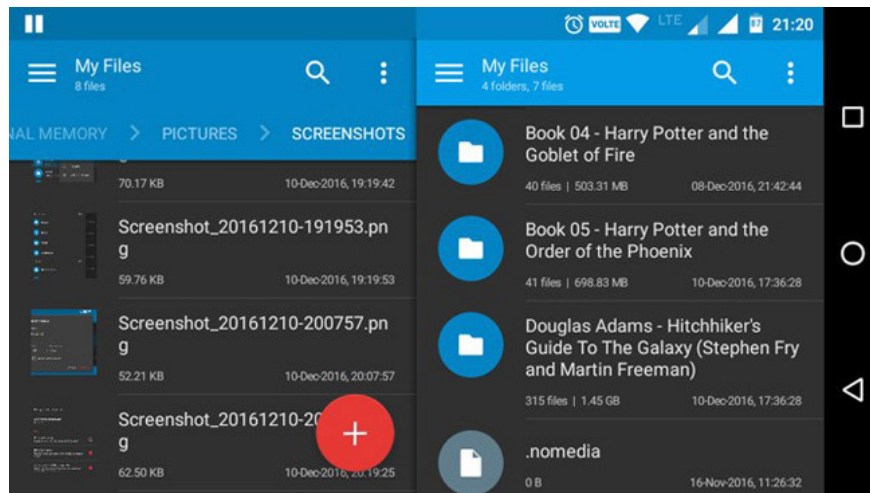 VOLTE LTE 17 21:20
My Files
8 files
NAL MEMORY > PICTURES > SCREENSHOTS
g
70.17 KB 10-Dec-2016, 19:19:42
Screenshot_20161210-191953.pn
g
59.76 KB 10-Dec-2016, 19:19:53
Screenshot_20161210-200757.pn
g
52.21 KB 10-Dec-2016, 20:07:57
Screenshot_20161210-20
g
62.50 KB 10-Dec-2016, 20:19:25
My Files
4 folders, 7 files
Book 04 - Harry Potter and the
Goblet of Fire
40 files | 503.31 MB 08-Dec-2016, 21:42:44
Book 05 - Harry Potter and the
Order of the Phoenix
41 files | 698.83 MB 10-Dec-2016, 17:36:28
Douglas Adams - Hitchhiker's
Guide To The Galaxy (Stephen Fry
and Martin Freeman)
315 files | 1.45 GB 10-Dec-2016, 17:36:28
.nomedia
0 B 16-Nov-2016, 11:26:32